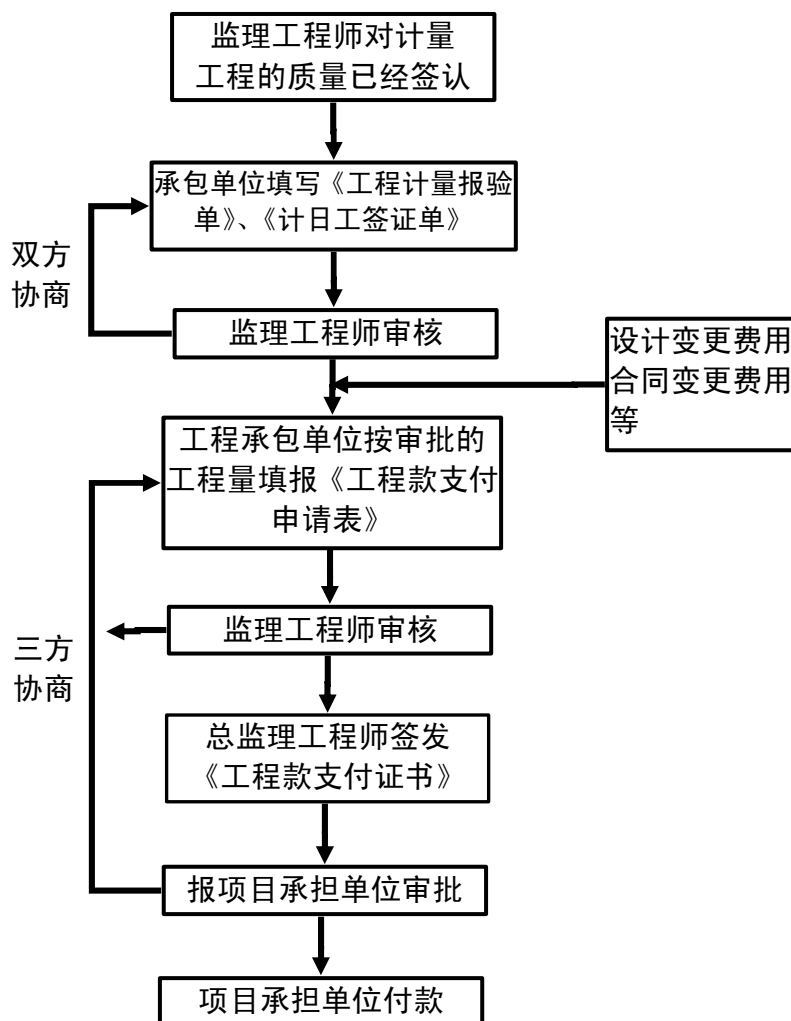 监理工程师对计量
工程的质量已经签认
承包单位填写《工程计量报验
单》、《计日工签证单》
双方
协商
监理工程师审核
设计变更费用
合同变更费用
等
工程承包单位按审批的
工程量填报《工程款支付
申请表》
监理工程师审核
三方
协商
总监理工程师签发
《工程款支付证书》
报项目承担单位审批
项目承担单位付款